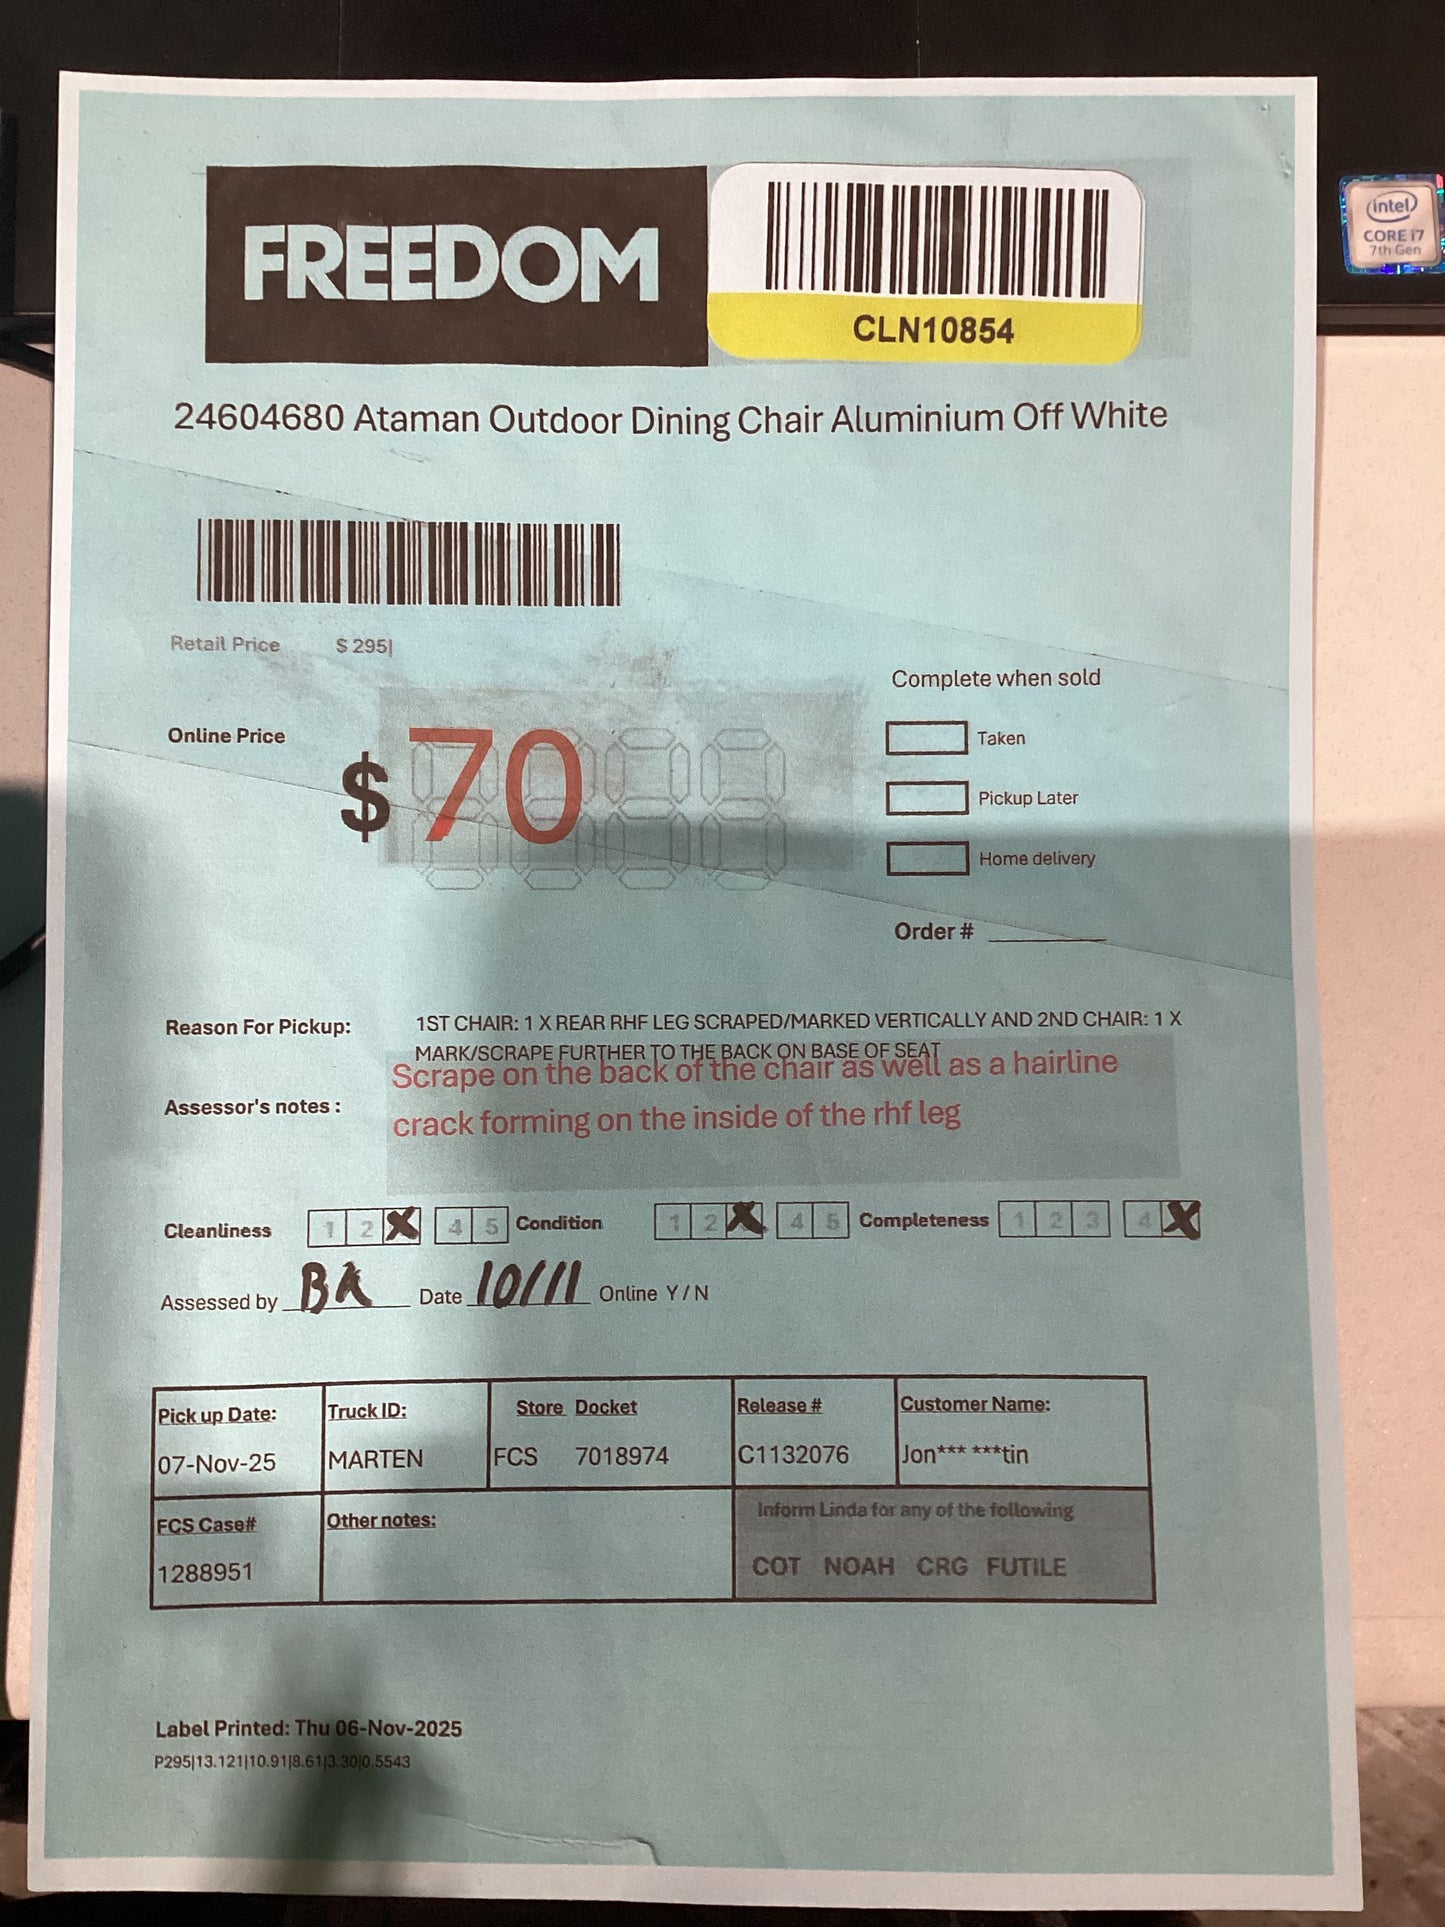 FREEDOM
CLN10854
intel
CORE i7
7th Gen
24604680 Ataman Outdoor Dining Chair Aluminium Off White
Retail Price $ 295|
Online Price
$ 70
Complete when sold
Taken
Pickup Later
Home delivery
Order # ________
Reason For Pickup: 1ST CHAIR: 1 X REAR RHF LEG SCRAPED/MARKED VERTICALLY AND 2ND CHAIR: 1 X
MARK/SCRAPE FURTHER TO THE BACK ON BASE OF SEAT
Assessor's notes : Scrape on the back of the chair as well as a hairline
crack forming on the inside of the rhf leg
Cleanliness 1 2 X 4 5 Condition 1 2 X 4 5 Completeness 1 2 3 4 X
Assessed by BA Date 10/11 Online Y / N
Pick up Date: Truck ID: Store Docket Release # Customer Name:
07-Nov-25 MARTEN FCS 7018974 C1132076 Jon*** ***tin
FCS Case# Other notes: Inform Linda for any of the following
1288951 COT NOAH CRG FUTILE
Label Printed: Thu 06-Nov-2025
P295|13.121|10.91|8.61|3.30|0.5543